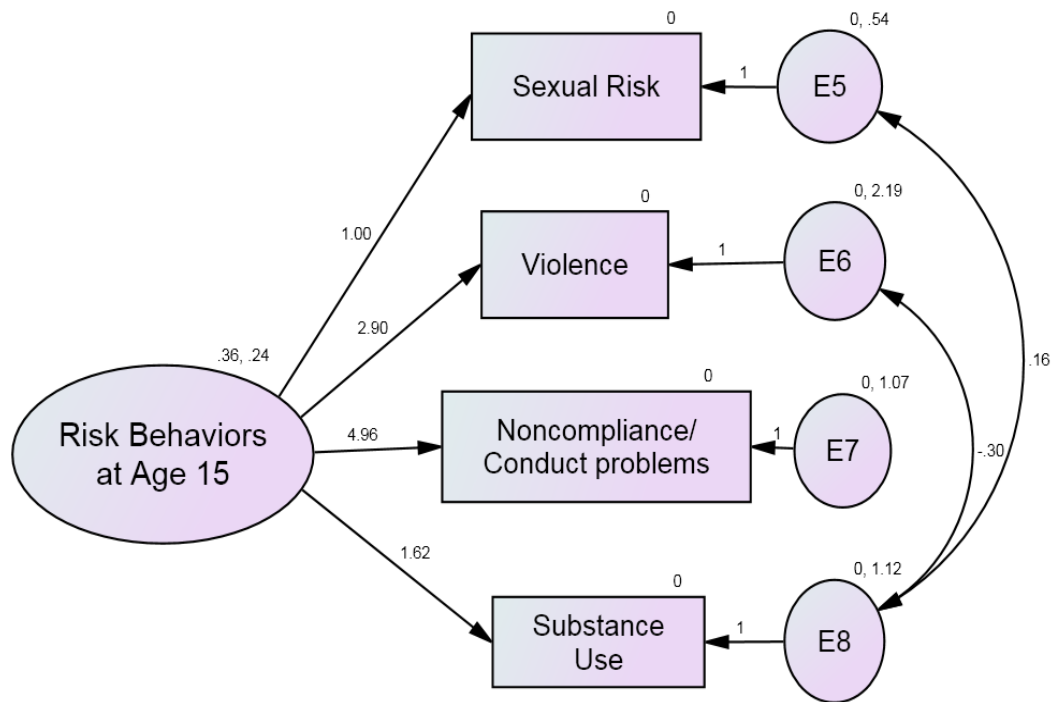 0
0, .54
Sexual Risk
1
E5
0
0, 2.19
1.00
Violence
1
E6
2.90
.36, .24
0
0, 1.07
.16
Risk Behaviors
at Age 15
4.96
Noncompliance/
Conduct problems
1
E7
-.30
1.62
0
0, 1.12
Substance
Use
1
E8